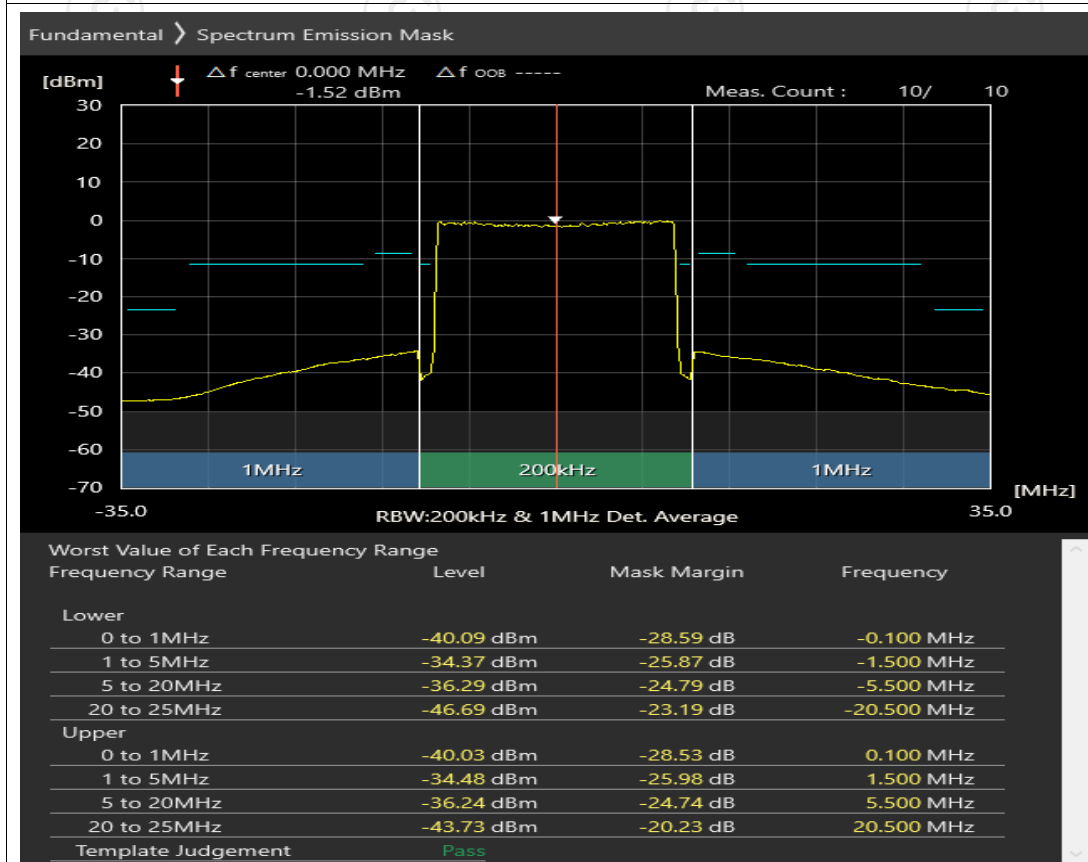 Fundamental 〉 Spectrum Emission Mask
[dBm] △f center 0.000 MHz △f OOB -----
-1.52 dBm Meas. Count : 10/ 10
30
20
10
0
-10
-20
-30
-40
-50
-60
1MHz 200kHz 1MHz
-70
[MHz]
-35.0 RBW:200kHz & 1MHz Det. Average 35.0
Worst Value of Each Frequency Range
Frequency Range Level Mask Margin Frequency
Lower
0 to 1MHz -40.09 dBm -28.59 dB -0.100 MHz
1 to 5MHz -34.37 dBm -25.87 dB -1.500 MHz
5 to 20MHz -36.29 dBm -24.79 dB -5.500 MHz
20 to 25MHz -46.69 dBm -23.19 dB -20.500 MHz
Upper
0 to 1MHz -40.03 dBm -28.53 dB 0.100 MHz
1 to 5MHz -34.48 dBm -25.98 dB 1.500 MHz
5 to 20MHz -36.24 dBm -24.74 dB 5.500 MHz
20 to 25MHz -43.73 dBm -20.23 dB 20.500 MHz
Template Judgement Pass